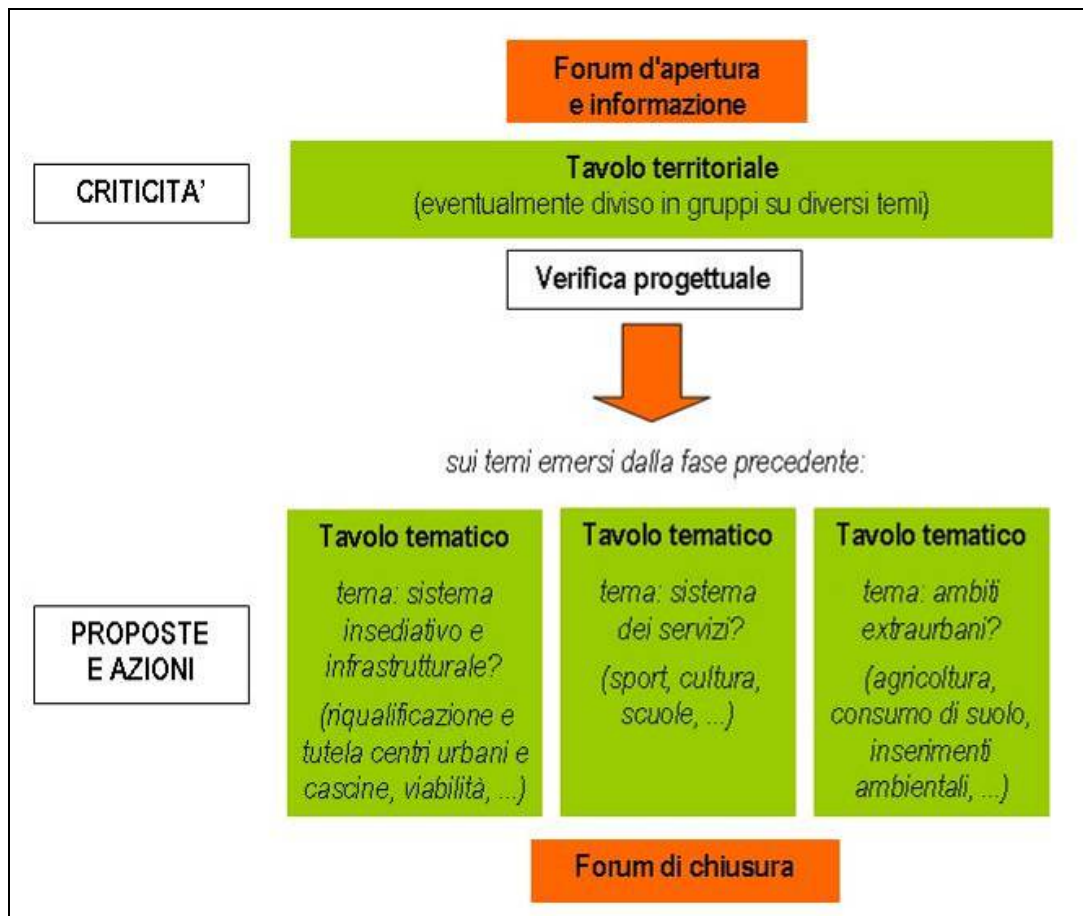 Forum d'apertura
e informazione
CRITICITA'
Tavolo territoriale
(eventualmente diviso in gruppi su diversi temi)
Verifica progettuale
sui temi emersi dalla fase precedente:
PROPOSTE
E AZIONI
Tavolo tematico
tema: sistema
insediativo e
infrastrutturale?
(riqualificazione e
tutela centri urbani e
cascine, viabilità, ...)
Tavolo tematico
tema: sistema
dei servizi?
(sport, cultura,
scuole, ...)
Tavolo tematico
tema: ambiti
extraurbani?
(agricoltura,
consumo di suolo,
inserimenti
ambientali, ...)
Forum di chiusura